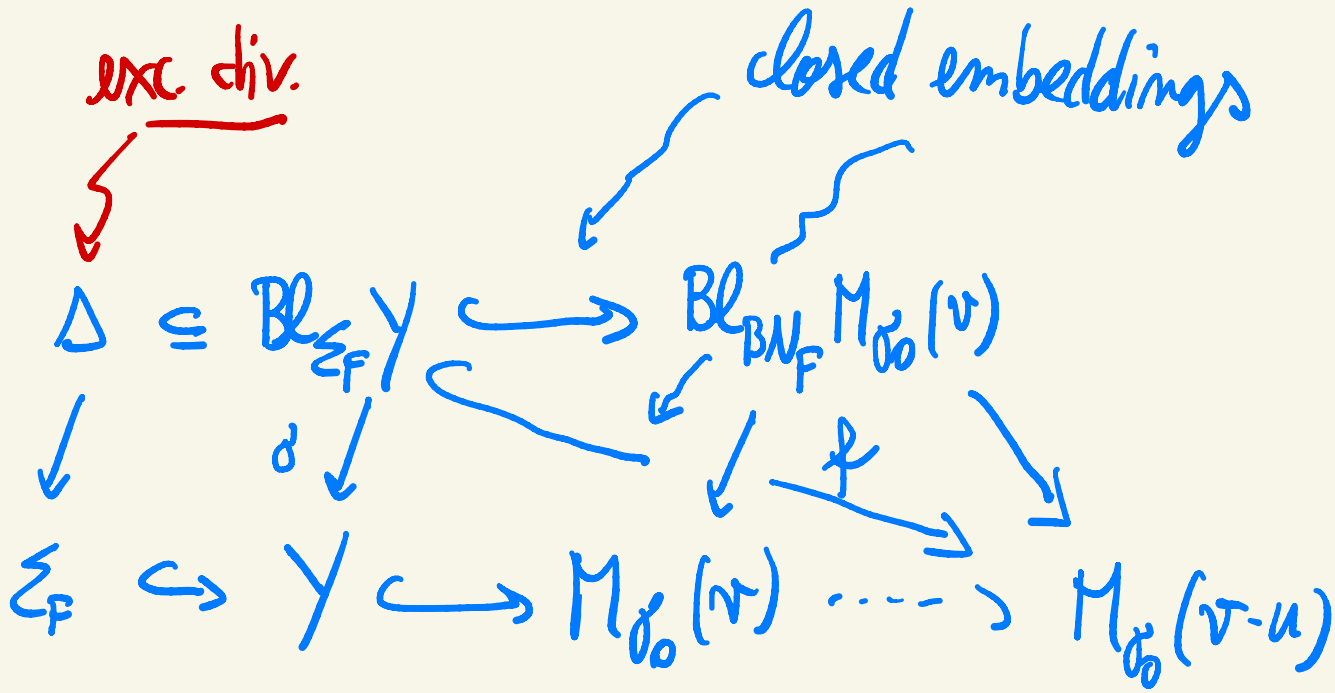 exc. div. closed embeddings
Δ ⊆ Bl_{Σ_F} Y ↪ Bl_{BN_F} M_{σ_0}(v)
σ f
Σ_F ↪ Y ↪ M_{σ_0}(v) ----→ M_{σ_0}(v-u)